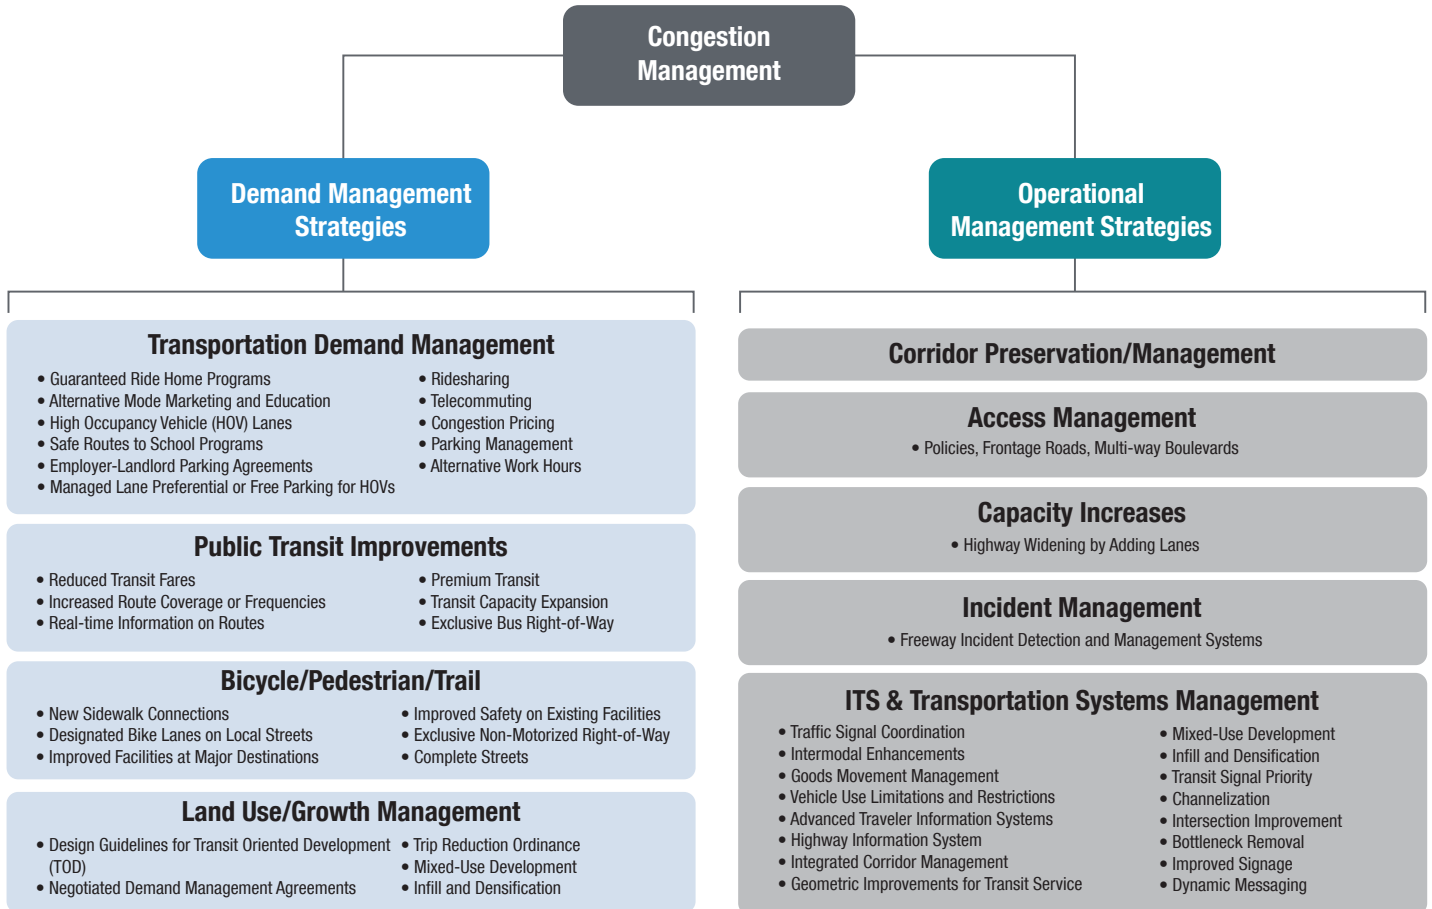 Congestion
Management
Demand Management
Strategies
Operational
Management Strategies
Transportation Demand Management
• Guaranteed Ride Home Programs
• Alternative Mode Marketing and Education
• High Occupancy Vehicle (HOV) Lanes
• Safe Routes to School Programs
• Employer-Landlord Parking Agreements
• Managed Lane Preferential or Free Parking for HOVs
• Ridesharing
• Telecommuting
• Congestion Pricing
• Parking Management
• Alternative Work Hours
Public Transit Improvements
• Reduced Transit Fares
• Increased Route Coverage or Frequencies
• Real-time Information on Routes
• Premium Transit
• Transit Capacity Expansion
• Exclusive Bus Right-of-Way
Bicycle/Pedestrian/Trail
• New Sidewalk Connections
• Designated Bike Lanes on Local Streets
• Improved Facilities at Major Destinations
• Improved Safety on Existing Facilities
• Exclusive Non-Motorized Right-of-Way
• Complete Streets
Land Use/Growth Management
• Design Guidelines for Transit Oriented Development
(TOD)
• Negotiated Demand Management Agreements
• Trip Reduction Ordinance
• Mixed-Use Development
• Infill and Densification
Corridor Preservation/Management
Access Management
• Policies, Frontage Roads, Multi-way Boulevards
Capacity Increases
• Highway Widening by Adding Lanes
Incident Management
• Freeway Incident Detection and Management Systems
ITS & Transportation Systems Management
• Traffic Signal Coordination
• Intermodal Enhancements
• Goods Movement Management
• Vehicle Use Limitations and Restrictions
• Advanced Traveler Information Systems
• Highway Information System
• Integrated Corridor Management
• Geometric Improvements for Transit Service
• Mixed-Use Development
• Infill and Densification
• Transit Signal Priority
• Channelization
• Intersection Improvement
• Bottleneck Removal
• Improved Signage
• Dynamic Messaging